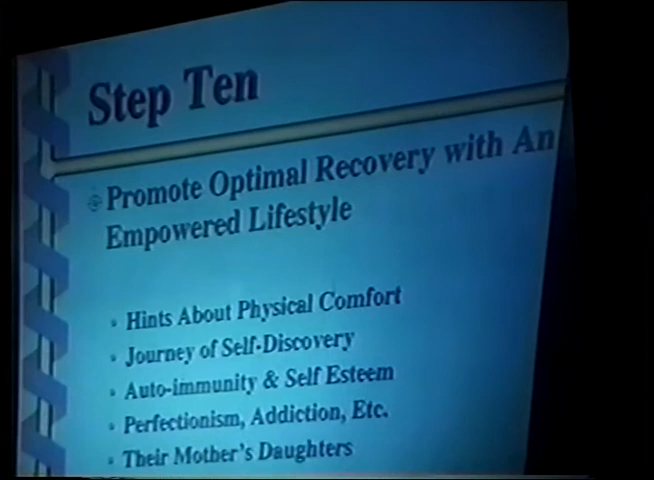 Step Ten
Promote Optimal Recovery with An
Empowered Lifestyle
Hints About Physical Comfort
Journey of Self-Discovery
Auto-immunity & Self Esteem
Perfectionism, Addiction, Etc.
Their Mother's Daughters